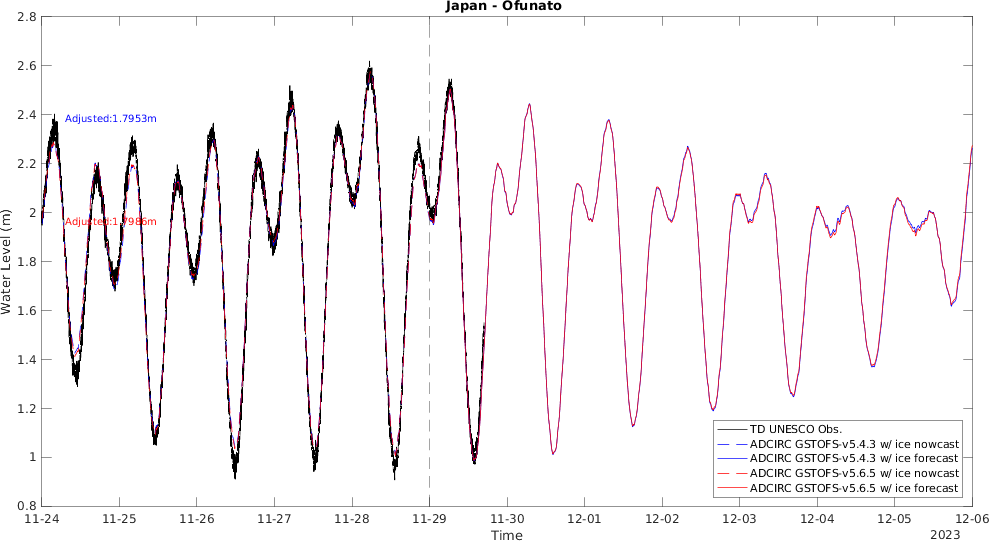 Japan - Ofunato
2.8
2.6
2.4
2.2
2
1.8
1.6
1.4
1.2
1
0.8
Water Level (m)
Adjusted:1.7953m
Adjusted:1.7986m
TD UNESCO Obs.
ADCIRC GSTOFS-v5.4.3 w/ ice nowcast
ADCIRC GSTOFS-v5.4.3 w/ ice forecast
ADCIRC GSTOFS-v5.6.5 w/ ice nowcast
ADCIRC GSTOFS-v5.6.5 w/ ice forecast
11-24 11-25 11-26 11-27 11-28 11-29 11-30 12-01 12-02 12-03 12-04 12-05 12-06
Time
2023